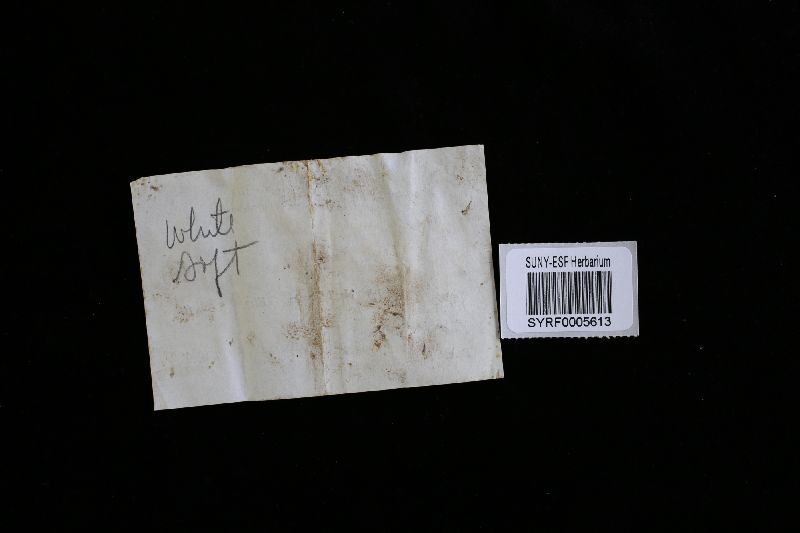 White
soft
SUNY-ESF Herbarium
SYRF0005613